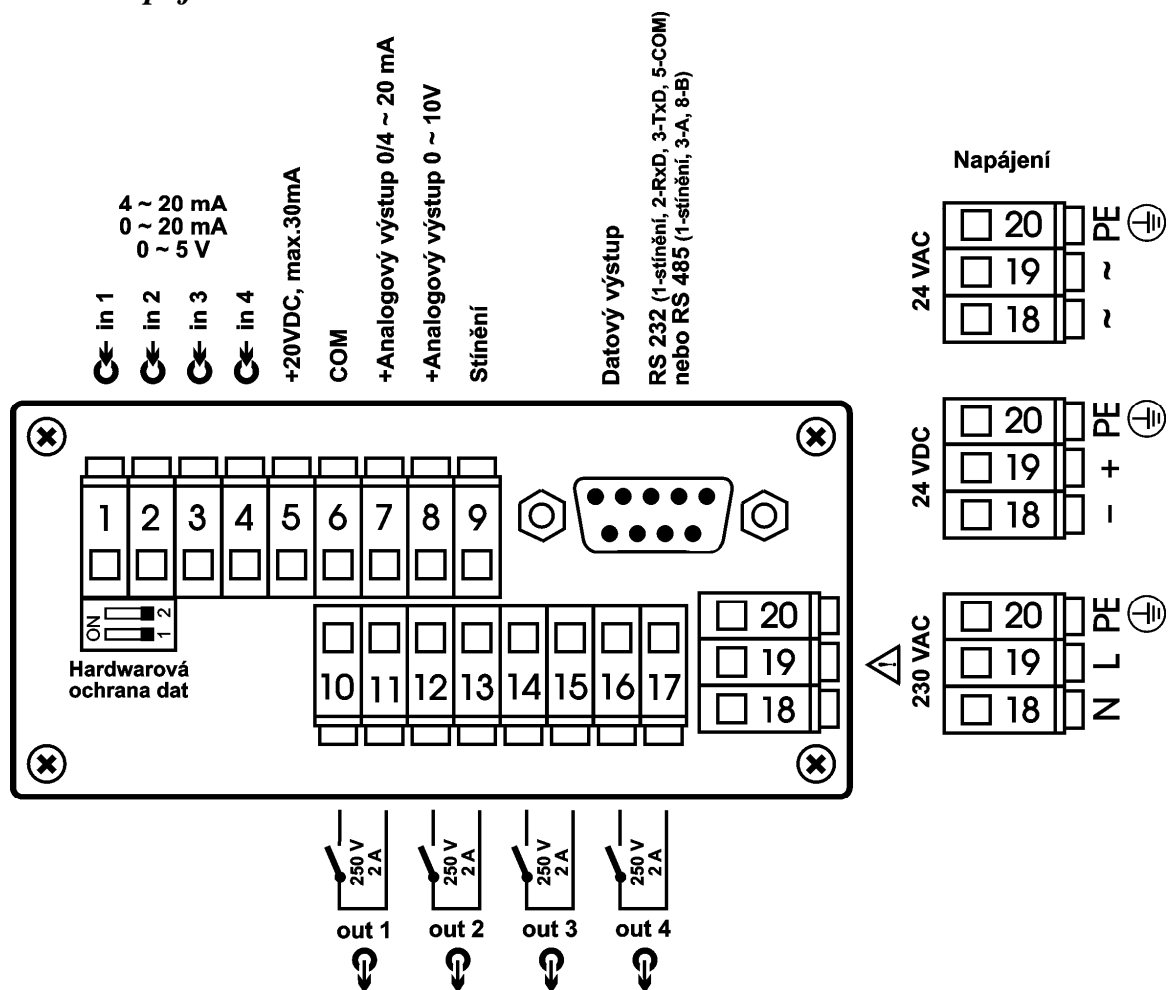 4 ~ 20 mA
0 ~ 20 mA
0 ~ 5 V
in 1
in 2
in 3
in 4
+20VDC, max.30mA
COM
+Analogový výstup 0/4 ~ 20 mA
+Analogový výstup 0 ~ 10V
Stínění
Datový výstup
RS 232 (1-stínění, 2-RxD, 3-TxD, 5-COM)
nebo RS 485 (1-stínění, 3-A, 8-B)
1 2 3 4 5 6 7 8 9
ON
2
1
Hardwarová
ochrana dat
10 11 12 13 14 15 16 17
20
19
18
250 V
2 A
250 V
2 A
250 V
2 A
250 V
2 A
out 1
out 2
out 3
out 4
Napájení
24 VAC
20 PE
19 ~
18 ~
24 VDC
20 PE
19 +
18 –
230 VAC
20 PE
19 L
18 N